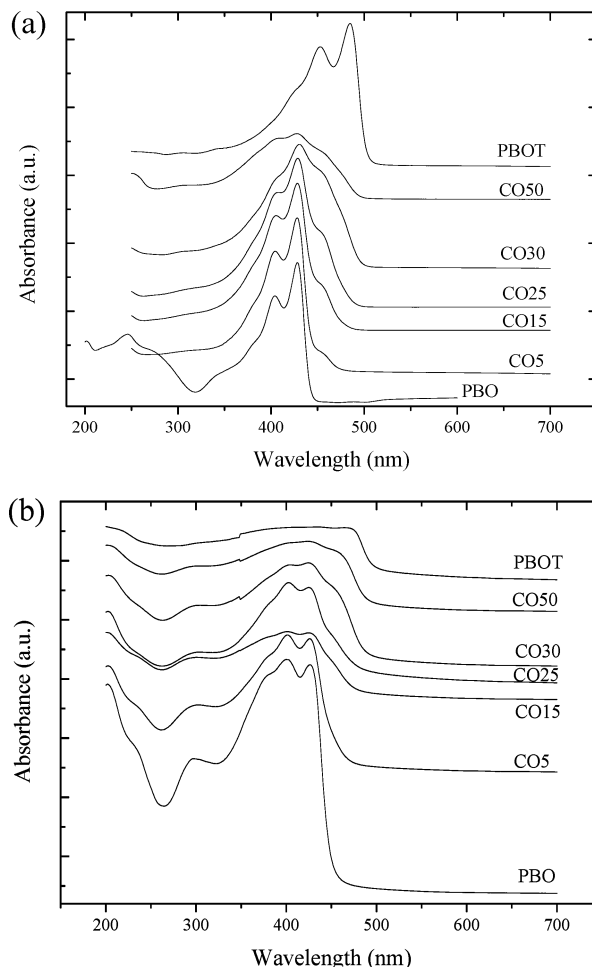 (a)
Absorbance (a.u.)
PBOT
CO50
CO30
CO25
CO15
CO5
PBO
200 300 400 500 600 700
Wavelength (nm)
(b)
Absorbance (a.u.)
PBOT
CO50
CO30
CO25
CO15
CO5
PBO
200 300 400 500 600 700
Wavelength (nm)